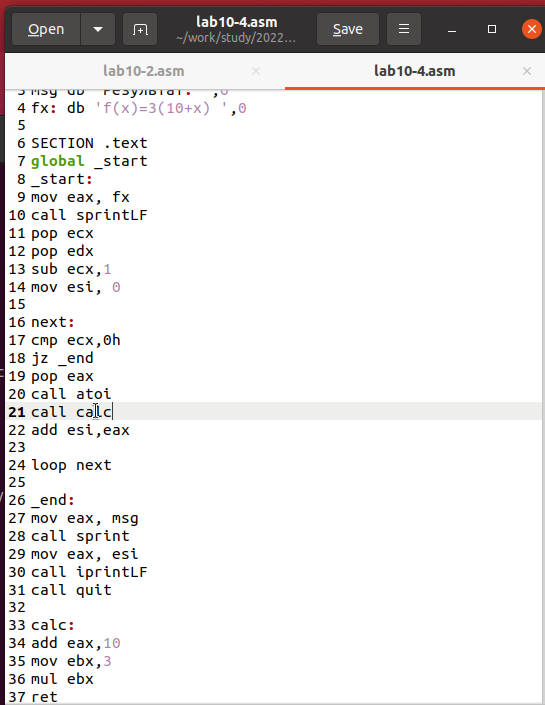 Open
lab10-4.asm
~/work/study/2022...
Save
lab10-2.asm
lab10-4.asm
3 msg db "Результат: ",0
4 fx: db 'f(x)=3(10+x) ',0
5
6 SECTION .text
7 global _start
8 _start:
9 mov eax, fx
10 call sprintLF
11 pop ecx
12 pop edx
13 sub ecx,1
14 mov esi, 0
15
16 next:
17 cmp ecx,0h
18 jz _end
19 pop eax
20 call atoi
21 call calc
22 add esi,eax
23
24 loop next
25
26 _end:
27 mov eax, msg
28 call sprint
29 mov eax, esi
30 call iprintLF
31 call quit
32
33 calc:
34 add eax,10
35 mov ebx,3
36 mul ebx
37 ret